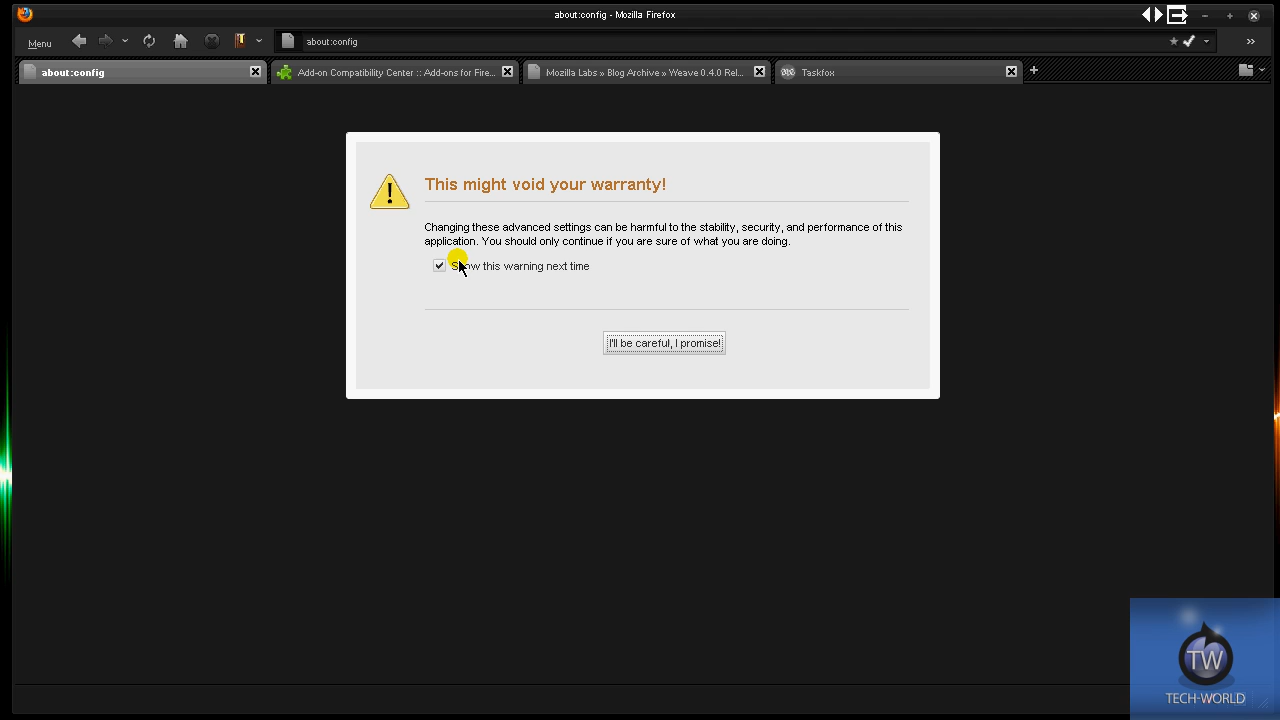 about:config - Mozilla Firefox
Menu
about:config
about:config
Add-on Compatibility Center :: Add-ons for Fire...
Mozilla Labs » Blog Archive » Weave 0.4.0 Rel...
Taskfox
This might void your warranty!
Changing these advanced settings can be harmful to the stability, security, and performance of this
application. You should only continue if you are sure of what you are doing.
Show this warning next time
I'll be careful, I promise!
TW
TECH-WORLD